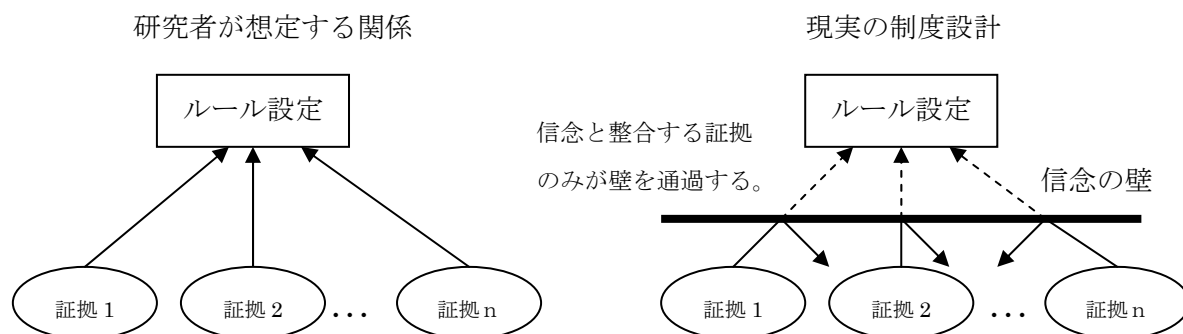 研究者が想定する関係
ルール設定
証拠1
証拠2
...
証拠n
現実の制度設計
ルール設定
信念と整合する証拠
のみが壁を通過する。
信念の壁
証拠1
証拠2
...
証拠n